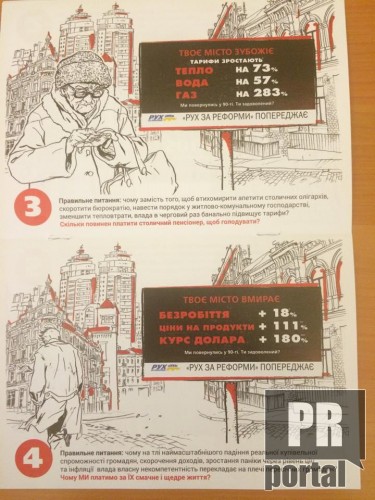 ТВОЄ МІСТО ЗУБОЖІЄ
ТАРИФИ ЗРОСТАЮТЬ
ТЕПЛО НА 73%
ВОДА НА 57%
ГАЗ НА 283%
Ми повернулись у 90-ті. Ти задоволений?
РУХ «РУХ ЗА РЕФОРМИ» ПОПЕРЕДЖАЄ
3
Правильне питання: чому замість того, щоб втихомирити апетити столичних олігархів,
скоротити бюрократію, навести порядок у житлово-комунальному господарстві,
зменшити тепловтрати, влада в черговий раз банально підвищує тарифи?
Скільки повинен платити столичний пенсіонер, щоб голодувати?
ТВОЄ МІСТО ВМИРАЄ
БЕЗРОБІТТЯ + 18%
ЦІНИ НА ПРОДУКТИ + 111%
КУРС ДОЛАРА + 180%
Ми повернулись у 90-ті. Ти задоволений?
РУХ «РУХ ЗА РЕФОРМИ» ПОПЕРЕДЖАЄ
4
Правильне питання: чому на тлі наймасштабнішого падіння реальної купівельної
спроможності громадян, скорочення доходів, зростання паніки через рівень цін
та інфляції влада власну некомпетентність перекладає на плечі
Чому МИ платимо за ЇХ смачне і щедре життя?
PR
portal